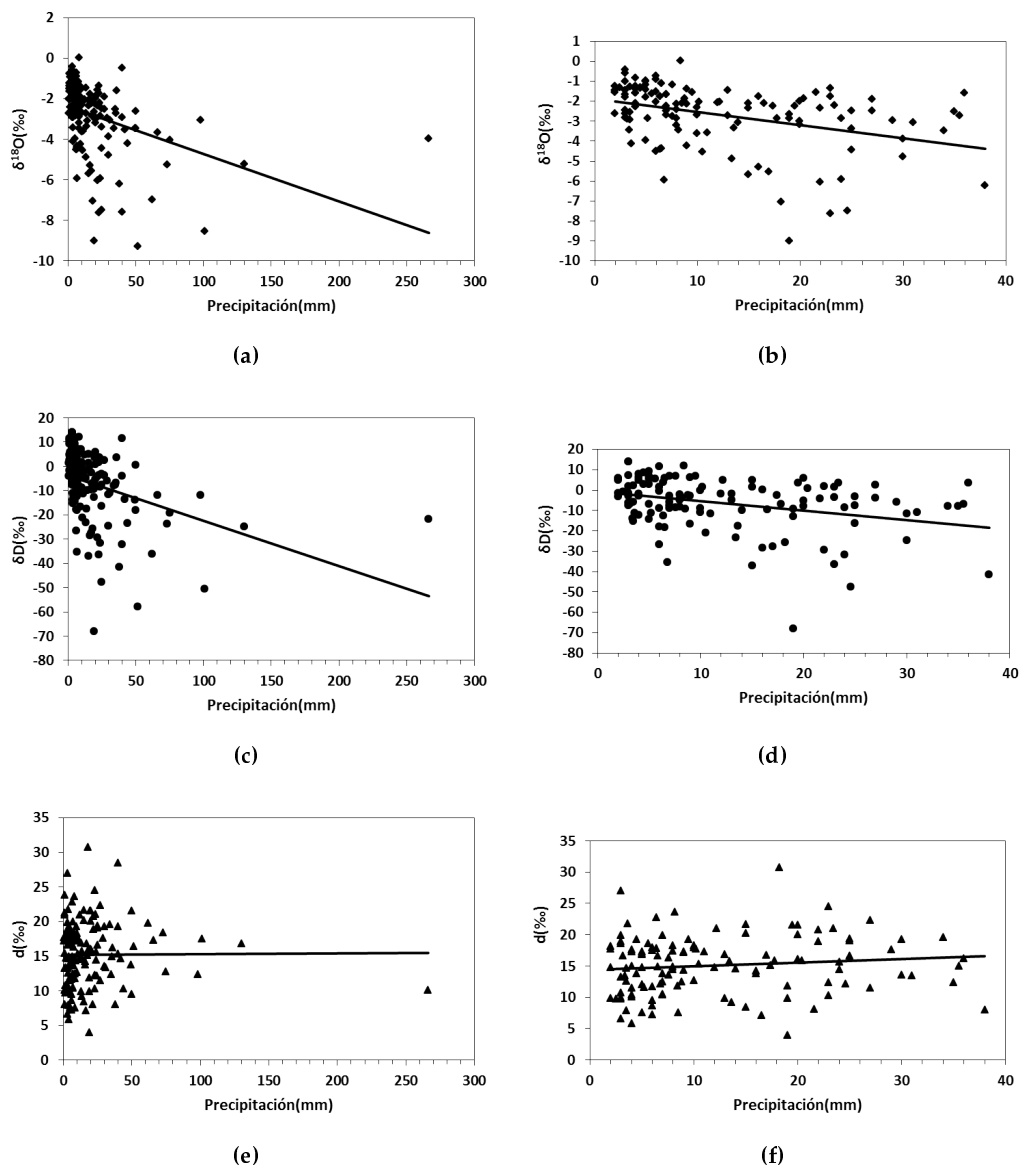 2
0
-2
-4
-6
-8
-10
0 50 100 150 200 250 300
δ¹⁸O(‰)
Precipitación(mm)
(a)
1
0
-1
-2
-3
-4
-5
-6
-7
-8
-9
-10
0 10 20 30 40
δ¹⁸O(‰)
Precipitación(mm)
(b)
20
10
0
-10
-20
-30
-40
-50
-60
-70
-80
0 50 100 150 200 250 300
δD(‰)
Precipitación(mm)
(c)
20
10
0
-10
-20
-30
-40
-50
-60
-70
-80
0 10 20 30 40
δD(‰)
Precipitación(mm)
(d)
35
30
25
20
15
10
5
0
0 50 100 150 200 250 300
d(‰)
Precipitación(mm)
(e)
35
30
25
20
15
10
5
0
0 10 20 30 40
d(‰)
Precipitación(mm)
(f)